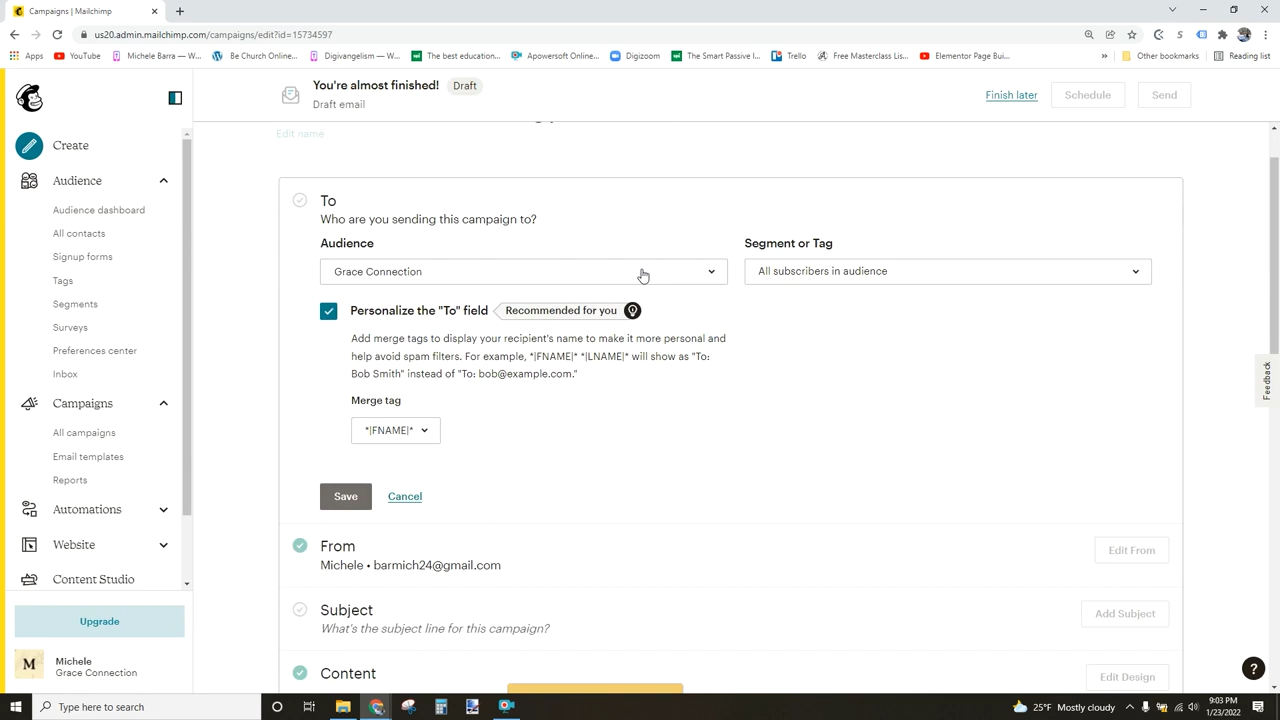 Campaigns | Mailchimp
us20.admin.mailchimp.com/campaigns/edit?id=15734597
Apps
YouTube
Michele Barra — W...
Be Church Online...
Digivangelism — W...
The best education...
Apowersoft Online...
Digizoom
The Smart Passive I...
Trello
Free Masterclass Lis...
Elementor Page Bui...
»
Other bookmarks
Reading list
You're almost finished!
Draft
Draft email
Finish later
Schedule
Send
Edit name
Create
Audience
Audience dashboard
All contacts
Signup forms
Tags
Segments
Surveys
Preferences center
Inbox
Campaigns
All campaigns
Email templates
Reports
Automations
Website
Content Studio
Upgrade
M
Michele
Grace Connection
To
Who are you sending this campaign to?
Audience
Segment or Tag
Grace Connection
All subscribers in audience
Personalize the "To" field
Recommended for you
Add merge tags to display your recipient's name to make it more personal and
help avoid spam filters. For example, *|FNAME|* *|LNAME|* will show as "To:
Bob Smith" instead of "To: bob@example.com."
Merge tag
*|FNAME|*
Save
Cancel
From
Michele • barmich24@gmail.com
Edit From
Subject
What's the subject line for this campaign?
Add Subject
Content
Edit Design
Feedback
?
Type here to search
25°F Mostly cloudy
9:03 PM
1/23/2022